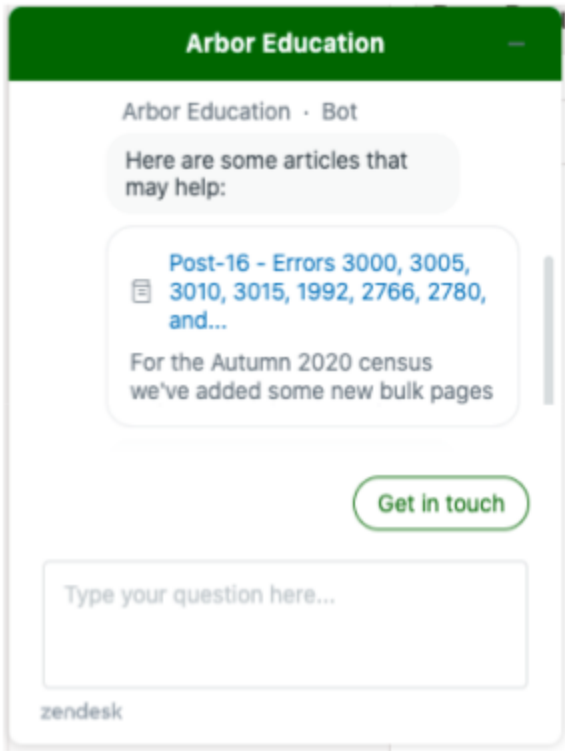 Arbor Education
Arbor Education · Bot
Here are some articles that
may help:
Post-16 - Errors 3000, 3005,
3010, 3015, 1992, 2766, 2780,
and...
For the Autumn 2020 census
we've added some new bulk pages
Get in touch
Type your question here...
zendesk